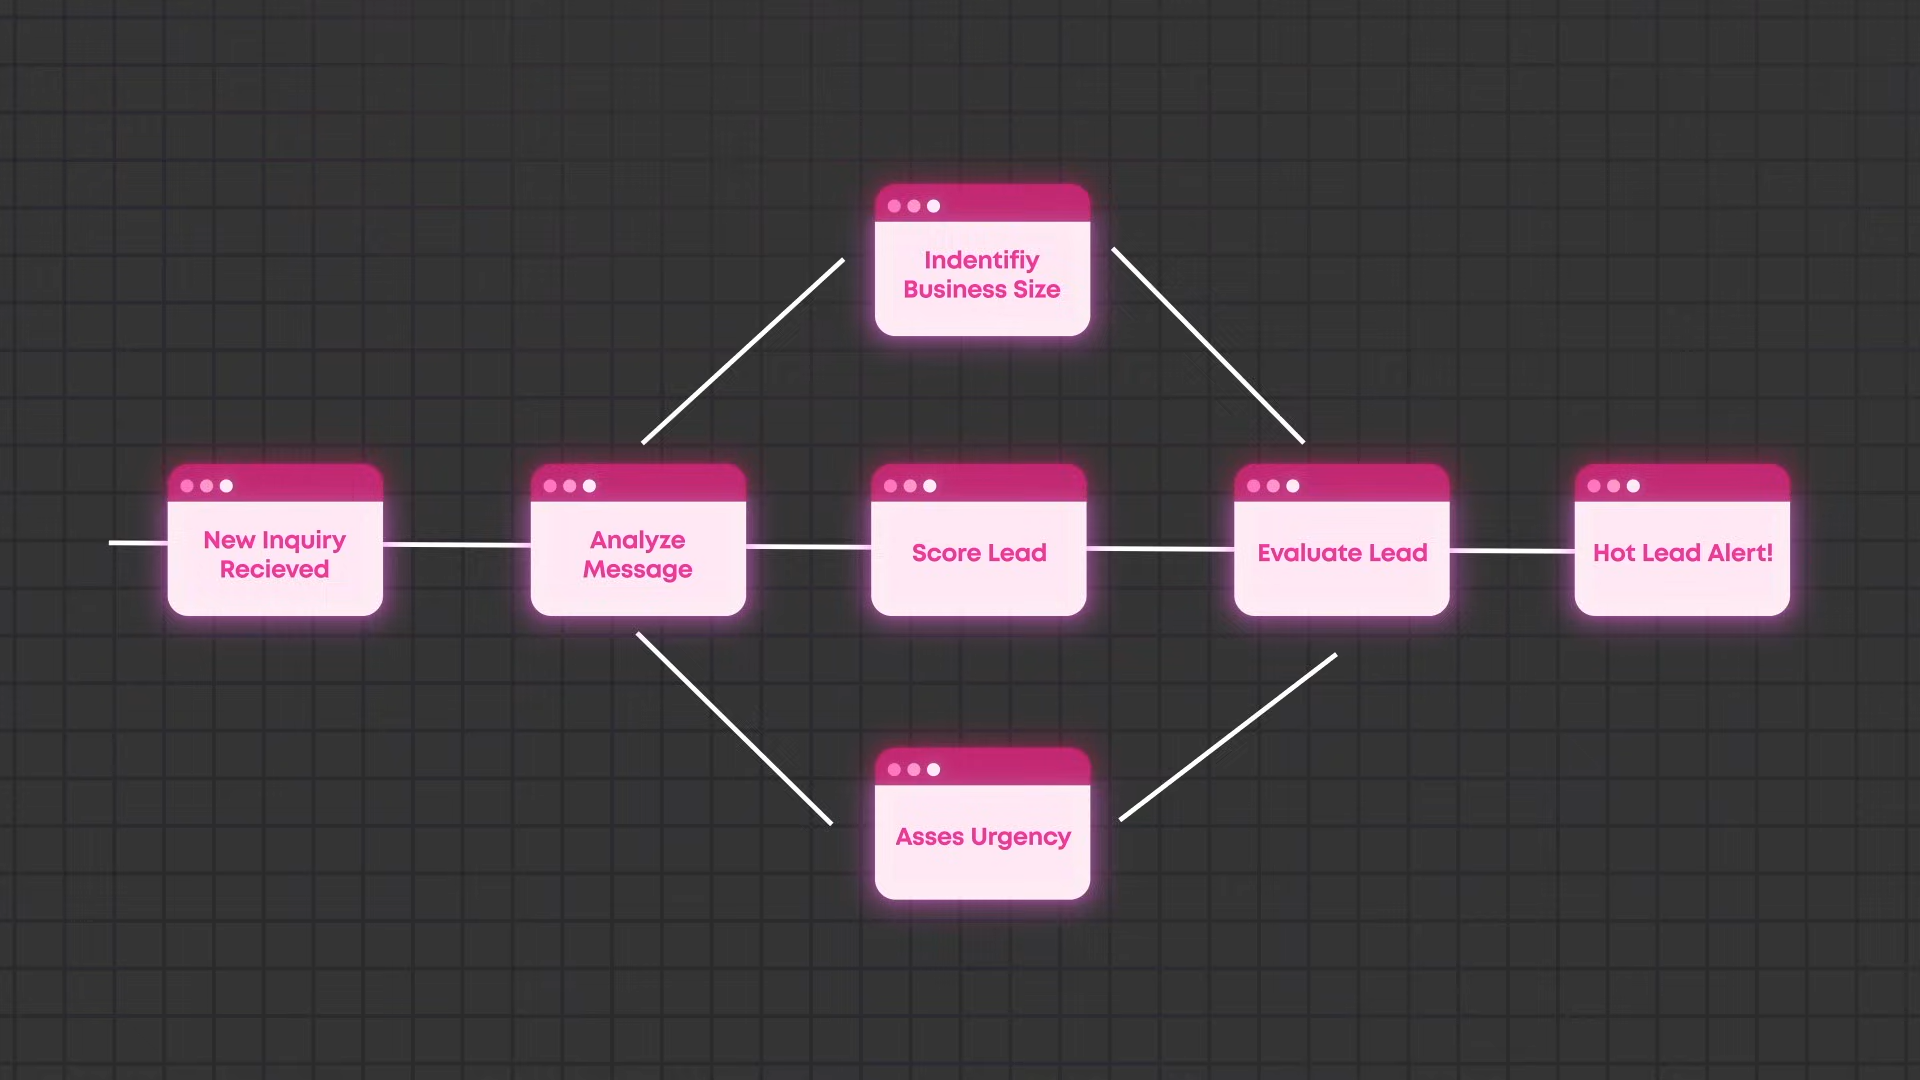 Indentifiy
Business Size
New Inquiry
Recieved
Analyze
Message
Score Lead
Evaluate Lead
Hot Lead Alert!
Asses Urgency